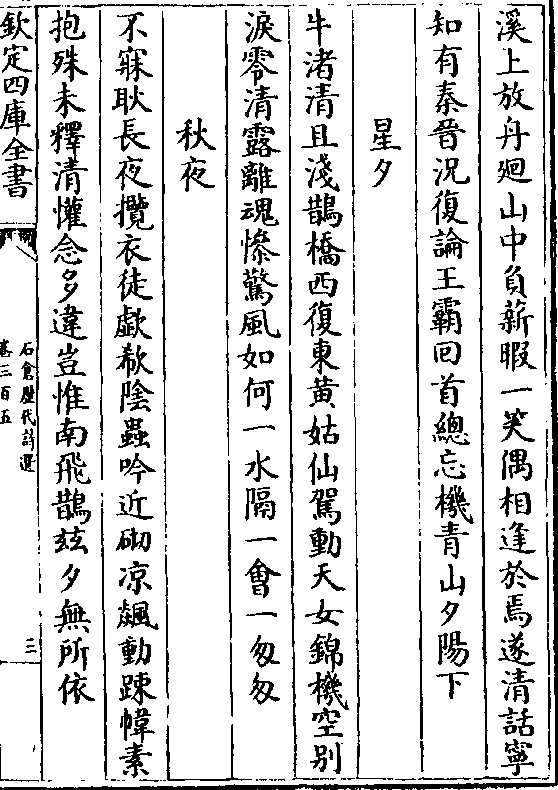 溪上放舟廻山中負薪暇一笑偶相逢於焉遂清話寧
知有秦晉況復論王霸回首總忘機青山夕陽下
星夕
牛渚清且淺鵲橋西復東黄姑仙駕動天女錦機空别
淚零清露離魂慘驚風如何一水隔一會一匆匆
秋夜
不寐耿長夜攬衣徒歔欷陰蟲吟近砌凉飊動踈幃素
抱殊未釋清懽念多違豈惟南飛鵲兹夕無所依
欽定四庫全書
石倉歴代詩選
卷三百五
三